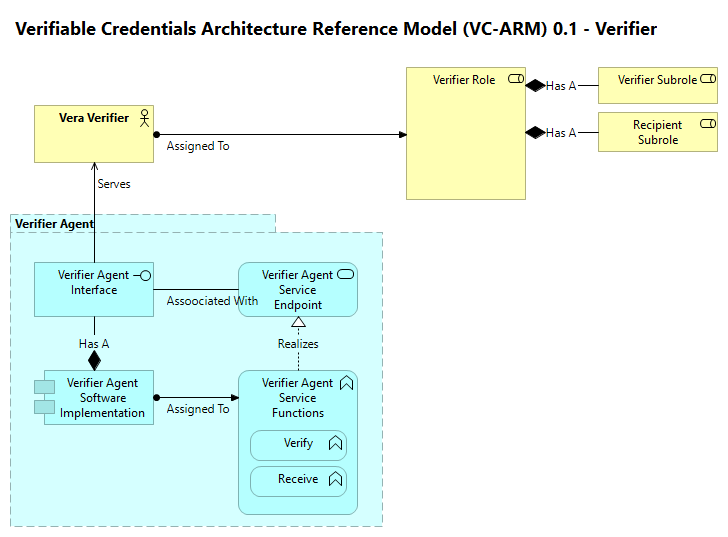 Verifiable Credentials Architecture Reference Model (VC-ARM) 0.1 - Verifier
Verifier Role
Has A
Verifier Subrole
Has A
Recipient
Subrole
Vera Verifier
Assigned To
Serves
Verifier Agent
Verifier Agent
Interface
Assoociated With
Verifier Agent
Service
Endpoint
Has A
Realizes
Verifier Agent
Software
Implementation
Assigned To
Verifier Agent
Service
Functions
Verify
Receive